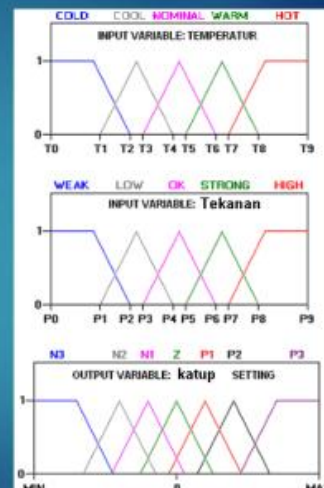 COLD COOL NOMINAL WARM HOT
INPUT VARIABLE: TEMPERATUR
1
0
T0 T1 T2 T3 T4 T5 T6 T7 T8 T9
WEAK LOW OK STRONG HIGH
INPUT VARIABLE: Tekanan
1
0
P0 P1 P2 P3 P4 P5 P6 P7 P8 P9
N3 N2 N1 Z P1 P2 P3
OUTPUT VARIABLE: katup SETTING
1
0